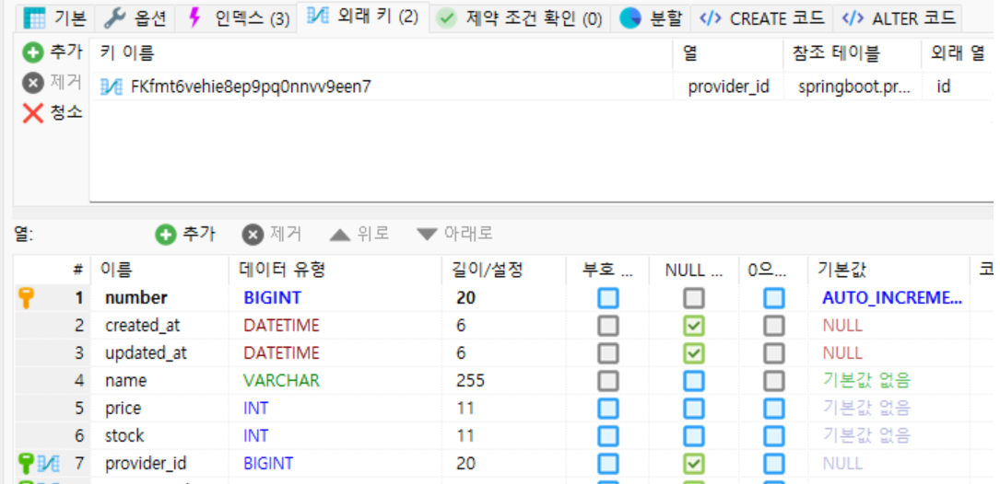 기본 옵션 인덱스 (3) 외래 키 (2) 제약 조건 확인 (0) 분할 </> CREATE 코드 </> ALTER 코드
추가 키 이름 열 참조 테이블 외래 열
제거 FKfmt6vehie8ep9pq0nnvv9een7 provider_id springboot.pr... id
청소
열: 추가 제거 위로 아래로
# 이름 데이터 유형 길이/설정 부호 ... NULL ... 0으... 기본값 코
1 number BIGINT 20 AUTO_INCREME...
2 created_at DATETIME 6 NULL
3 updated_at DATETIME 6 NULL
4 name VARCHAR 255 기본값 없음
5 price INT 11 기본값 없음
6 stock INT 11 기본값 없음
7 provider_id BIGINT 20 NULL